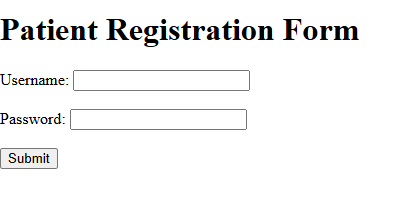 Patient Registration Form
Username:
Password:
Submit